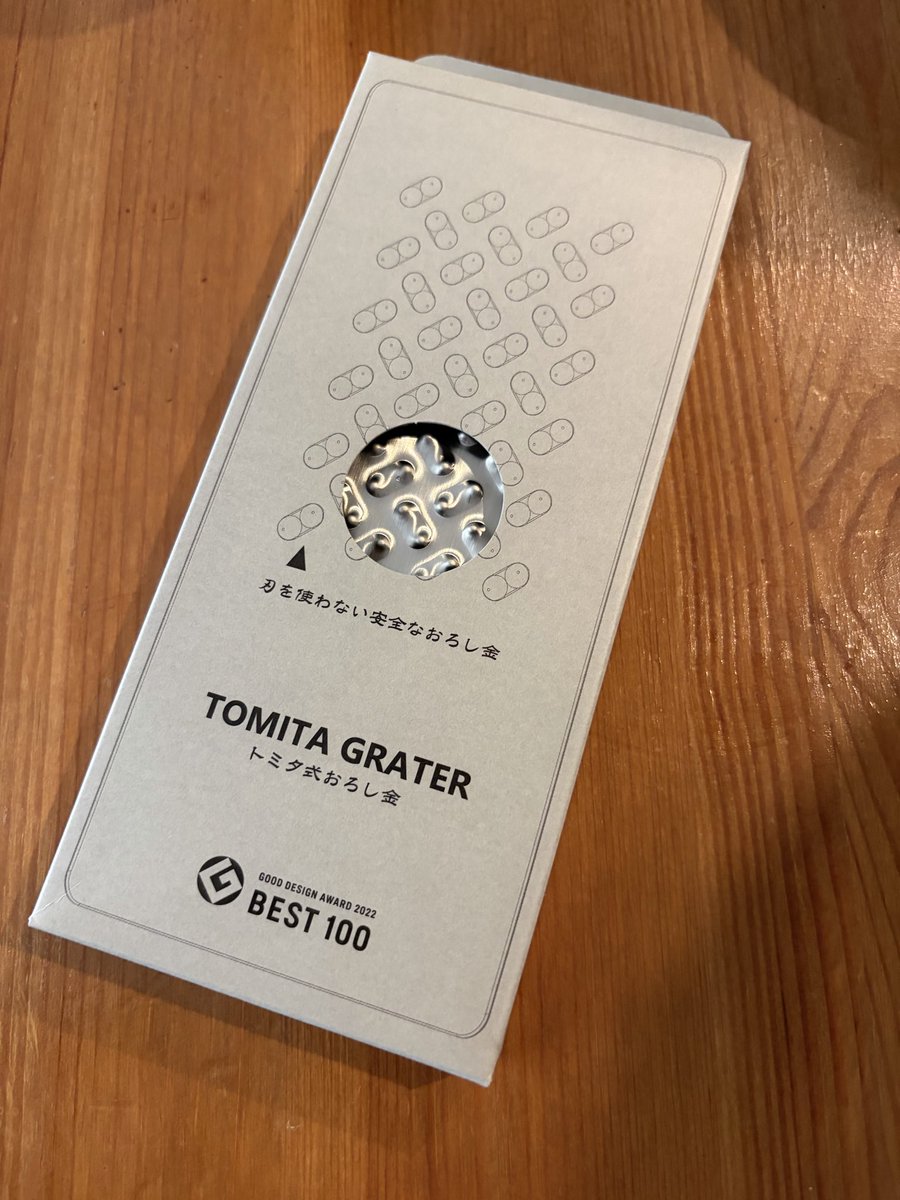 刃を使わない安全なおろし金
TOMITA GRATER
トミタ式おろし金
GOOD DESIGN AWARD 2022
BEST 100